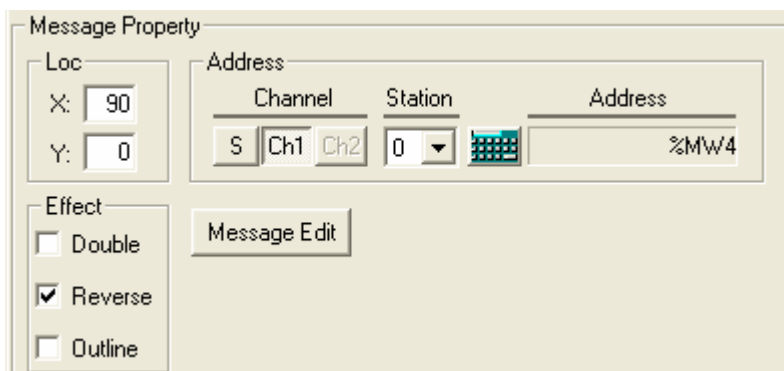 Message Property
Loc
Address
X: 90
Channel Station Address
Y: 0
S Ch1 Ch2 0 %MW4
Effect
Double
Message Edit
Reverse
Outline